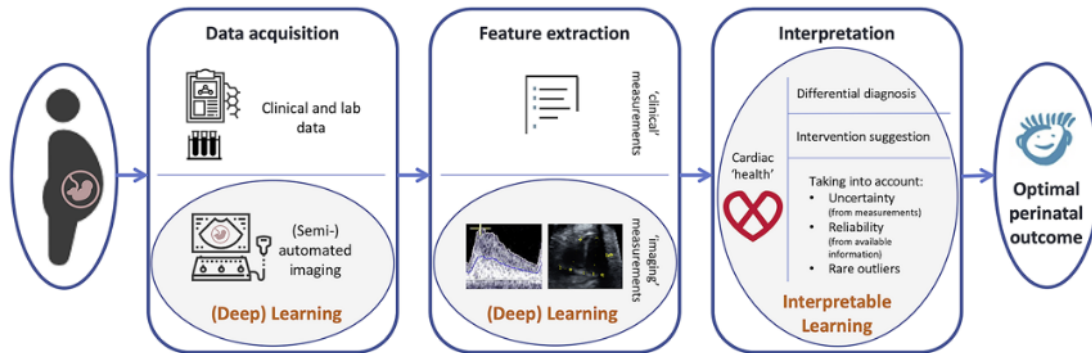 Data acquisition
Clinical and lab
data
(Semi-)
automated
imaging
(Deep) Learning
Feature extraction
'clinical'
measurements
'imaging'
measurements
(Deep) Learning
Interpretation
Differential diagnosis
Intervention suggestion
Cardiac
'health'
Taking into account:
• Uncertainty
(from measurements)
• Reliability
(from available
information)
• Rare outliers
Interpretable
Learning
Optimal
perinatal
outcome